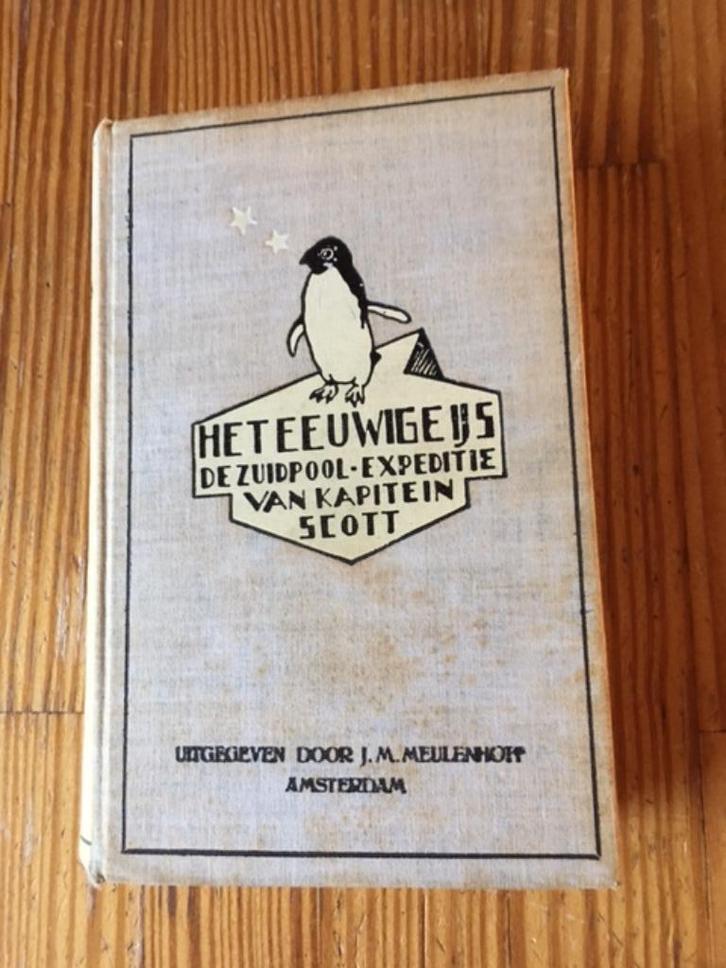 HET EEUWIGE IJS
DE ZUIDPOOL-EXPEDITIE
VAN KAPITEIN
SCOTT
UITGEGEVEN DOOR J. M. MEULENHOFF
AMSTERDAM